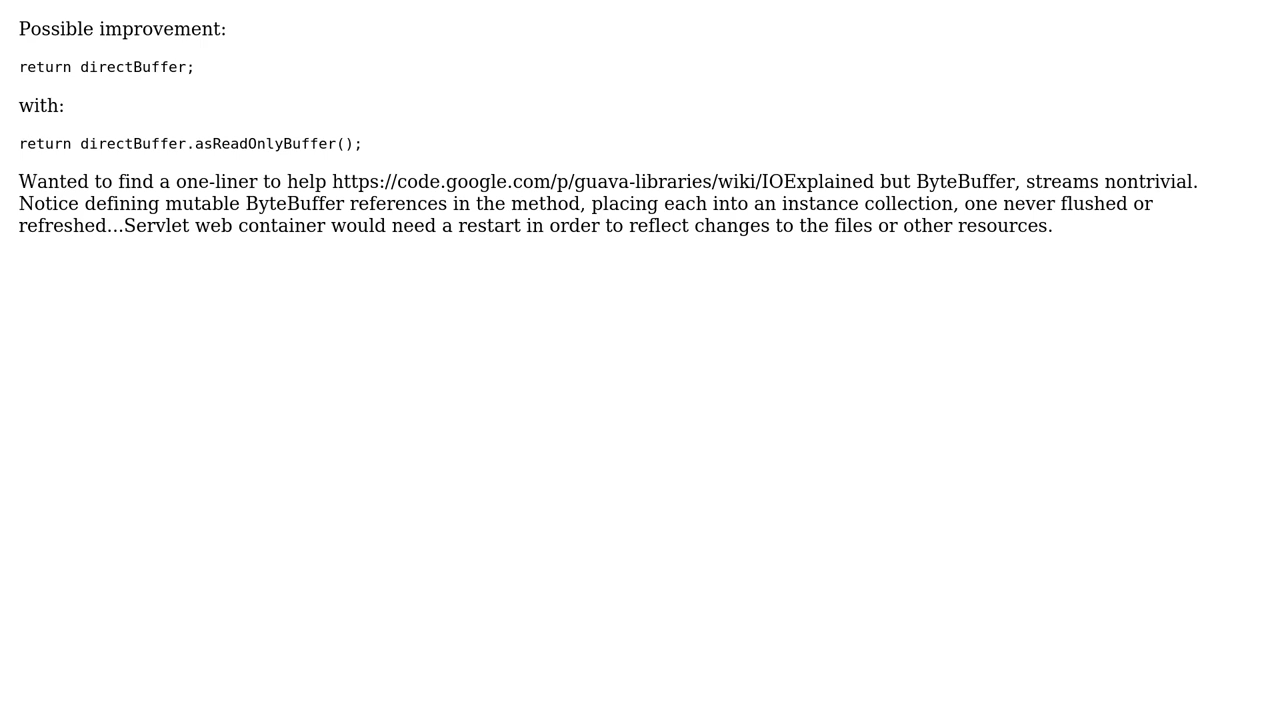 Possible improvement:
return directBuffer;
with:
return directBuffer.asReadOnlyBuffer();
Wanted to find a one-liner to help https://code.google.com/p/guava-libraries/wiki/IOExplained but ByteBuffer, streams nontrivial.
Notice defining mutable ByteBuffer references in the method, placing each into an instance collection, one never flushed or
refreshed...Servlet web container would need a restart in order to reflect changes to the files or other resources.